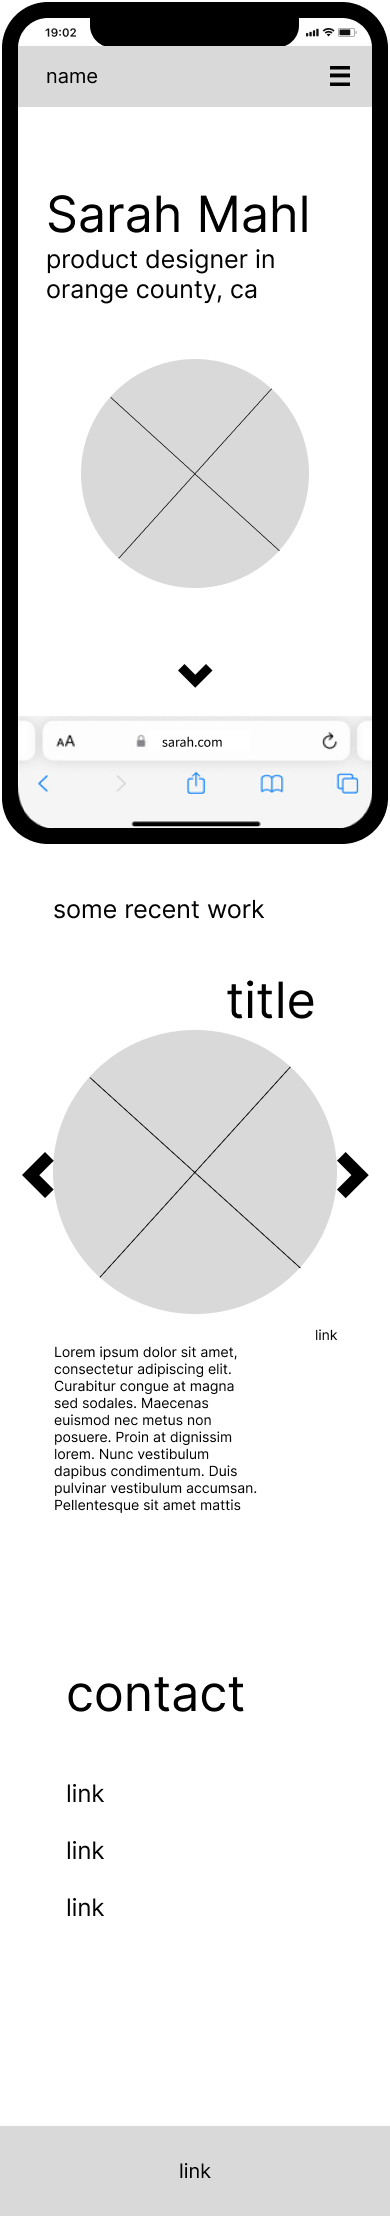 19:02
name
Sarah Mahl
product designer in
orange county, ca
AA
sarah.com
some recent work
title
link
Lorem ipsum dolor sit amet,
consectetur adipiscing elit.
Curabitur congue at magna
sed sodales. Maecenas
euismod nec metus non
posuere. Proin at dignissim
lorem. Nunc vestibulum
dapibus condimentum. Duis
pulvinar vestibulum accumsan.
Pellentesque sit amet mattis
contact
link
link
link
link